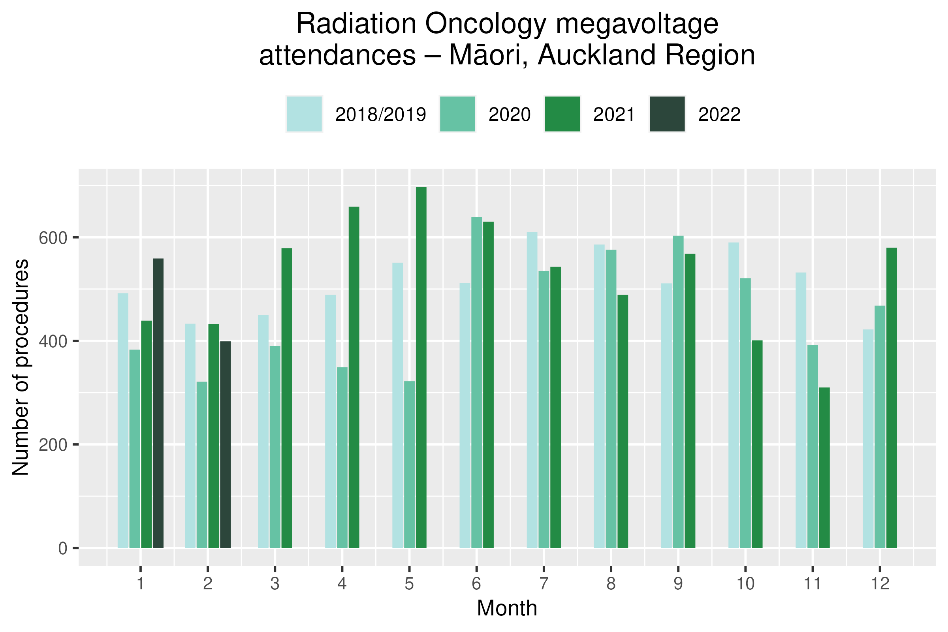 Radiation Oncology megavoltage
attendances – Māori, Auckland Region
2018/2019 2020 2021 2022
Number of procedures
600
400
200
0
1 2 3 4 5 6 7 8 9 10 11 12
Month